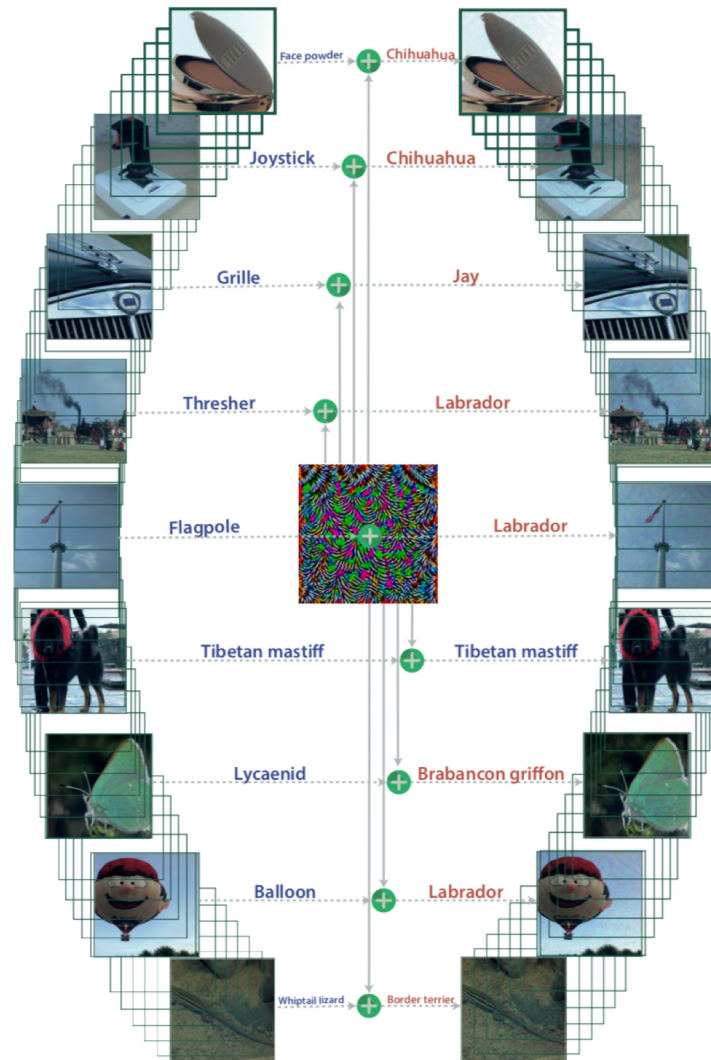 Face powder Chihuahua
Joystick Chihuahua
Grille Jay
Thresher Labrador
Flagpole Labrador
Tibetan mastiff Tibetan mastiff
Lycaenid Brabancon griffon
Balloon Labrador
Whiptail lizard Border terrier